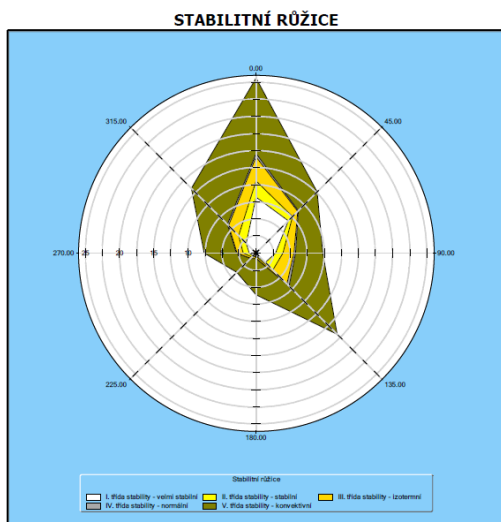 STABILITNÍ RŮŽICE
0.00
315.00
45.00
270.00 25 20 15 10 90.00
225.00
135.00
180.00
Stabilitní růžice
I. třída stability - velmi stabilní II. třída stability - stabilní III. třída stability - izotermní
IV. třída stability - normální V. třída stability - konvektivní